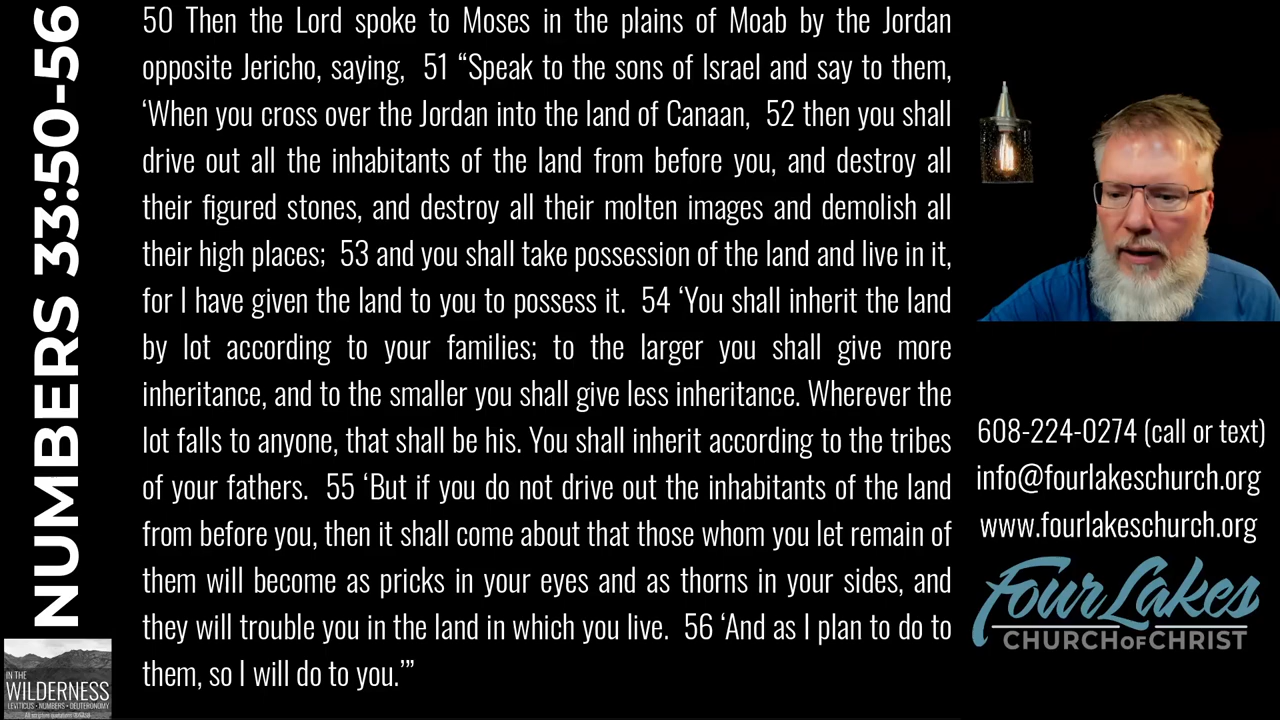 NUMBERS 33:50-56
50 Then the Lord spoke to Moses in the plains of Moab by the Jordan
opposite Jericho, saying, 51 “Speak to the sons of Israel and say to them,
‘When you cross over the Jordan into the land of Canaan, 52 then you shall
drive out all the inhabitants of the land from before you, and destroy all
their figured stones, and destroy all their molten images and demolish all
their high places; 53 and you shall take possession of the land and live in it,
for I have given the land to you to possess it. 54 ‘You shall inherit the land
by lot according to your families; to the larger you shall give more
inheritance, and to the smaller you shall give less inheritance. Wherever the
lot falls to anyone, that shall be his. You shall inherit according to the tribes
of your fathers. 55 ‘But if you do not drive out the inhabitants of the land
from before you, then it shall come about that those whom you let remain of
them will become as pricks in your eyes and as thorns in your sides, and
they will trouble you in the land in which you live. 56 ‘And as I plan to do to
them, so I will do to you.’”
608-224-0274 (call or text)
info@fourlakeschurch.org
www.fourlakeschurch.org
Four Lakes
CHURCH OF CHRIST
IN THE
WILDERNESS
LEVITICUS • NUMBERS • DEUTERONOMY